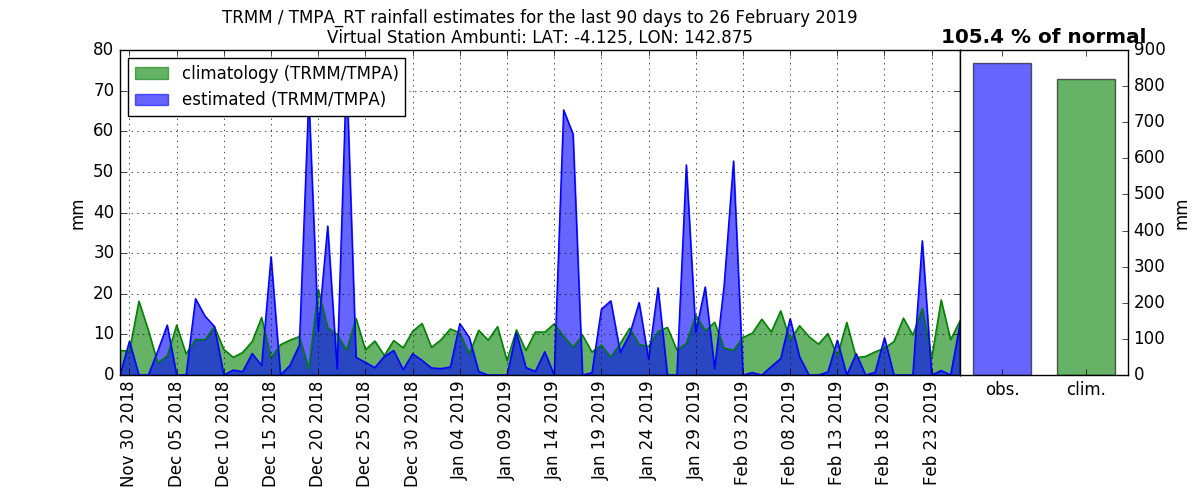 TRMM / TMPA_RT rainfall estimates for the last 90 days to 26 February 2019
Virtual Station Ambunti: LAT: -4.125, LON: 142.875
105.4 % of normal
climatology (TRMM/TMPA)
estimated (TRMM/TMPA)
mm
80
70
60
50
40
30
20
10
0
Nov 30 2018
Dec 05 2018
Dec 10 2018
Dec 15 2018
Dec 20 2018
Dec 25 2018
Dec 30 2018
Jan 04 2019
Jan 09 2019
Jan 14 2019
Jan 19 2019
Jan 24 2019
Jan 29 2019
Feb 03 2019
Feb 08 2019
Feb 13 2019
Feb 18 2019
Feb 23 2019
obs.
clim.
900
800
700
600
500
400
300
200
100
0
mm